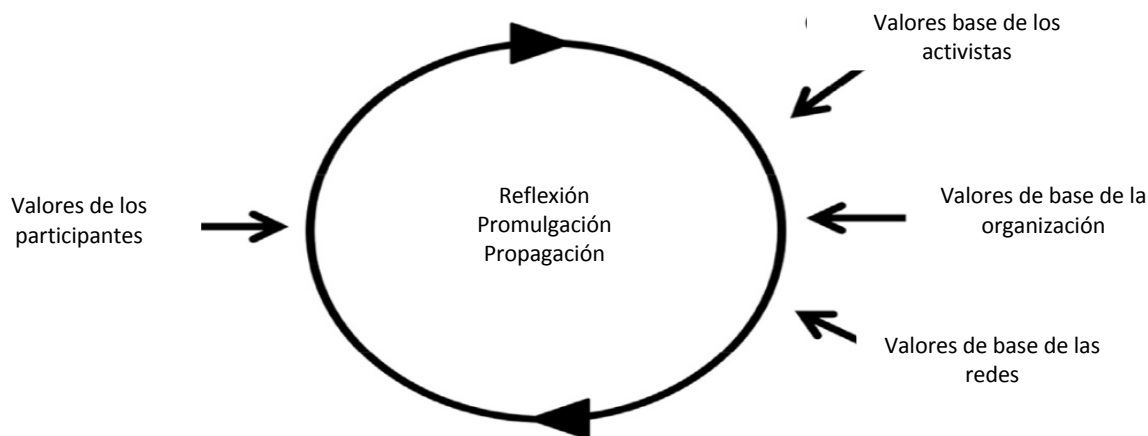 Valores base de los
activistas
Valores de los
participantes
Reflexión
Promulgación
Propagación
Valores de base de la
organización
Valores de base de las
redes